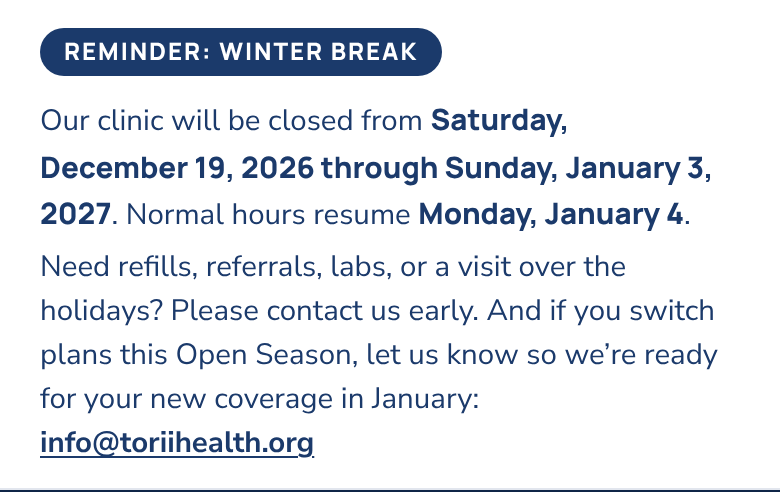 REMINDER: WINTER BREAK
Our clinic will be closed from Saturday,
December 19, 2026 through Sunday, January 3,
2027. Normal hours resume Monday, January 4.
Need refills, referrals, labs, or a visit over the
holidays? Please contact us early. And if you switch
plans this Open Season, let us know so we’re ready
for your new coverage in January:
info@toriihealth.org